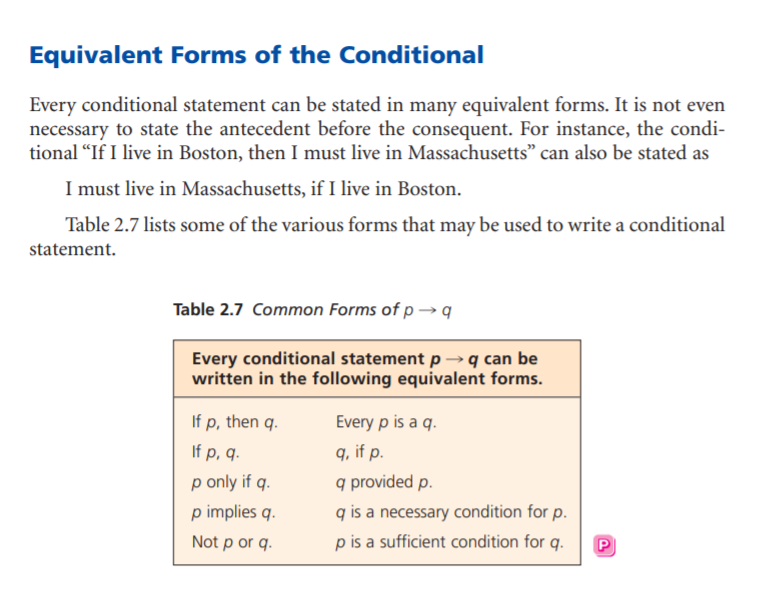 Equivalent Forms of the Conditional
Every conditional statement can be stated in many equivalent forms. It is not even
necessary to state the antecedent before the consequent. For instance, the condi-
tional “If I live in Boston, then I must live in Massachusetts” can also be stated as
I must live in Massachusetts, if I live in Boston.
Table 2.7 lists some of the various forms that may be used to write a conditional
statement.
Table 2.7 Common Forms of p → q
Every conditional statement p → q can be
written in the following equivalent forms.
If p, then q. Every p is a q.
If p, q. q, if p.
p only if q. q provided p.
p implies q. q is a necessary condition for p.
Not p or q. p is a sufficient condition for q.
P